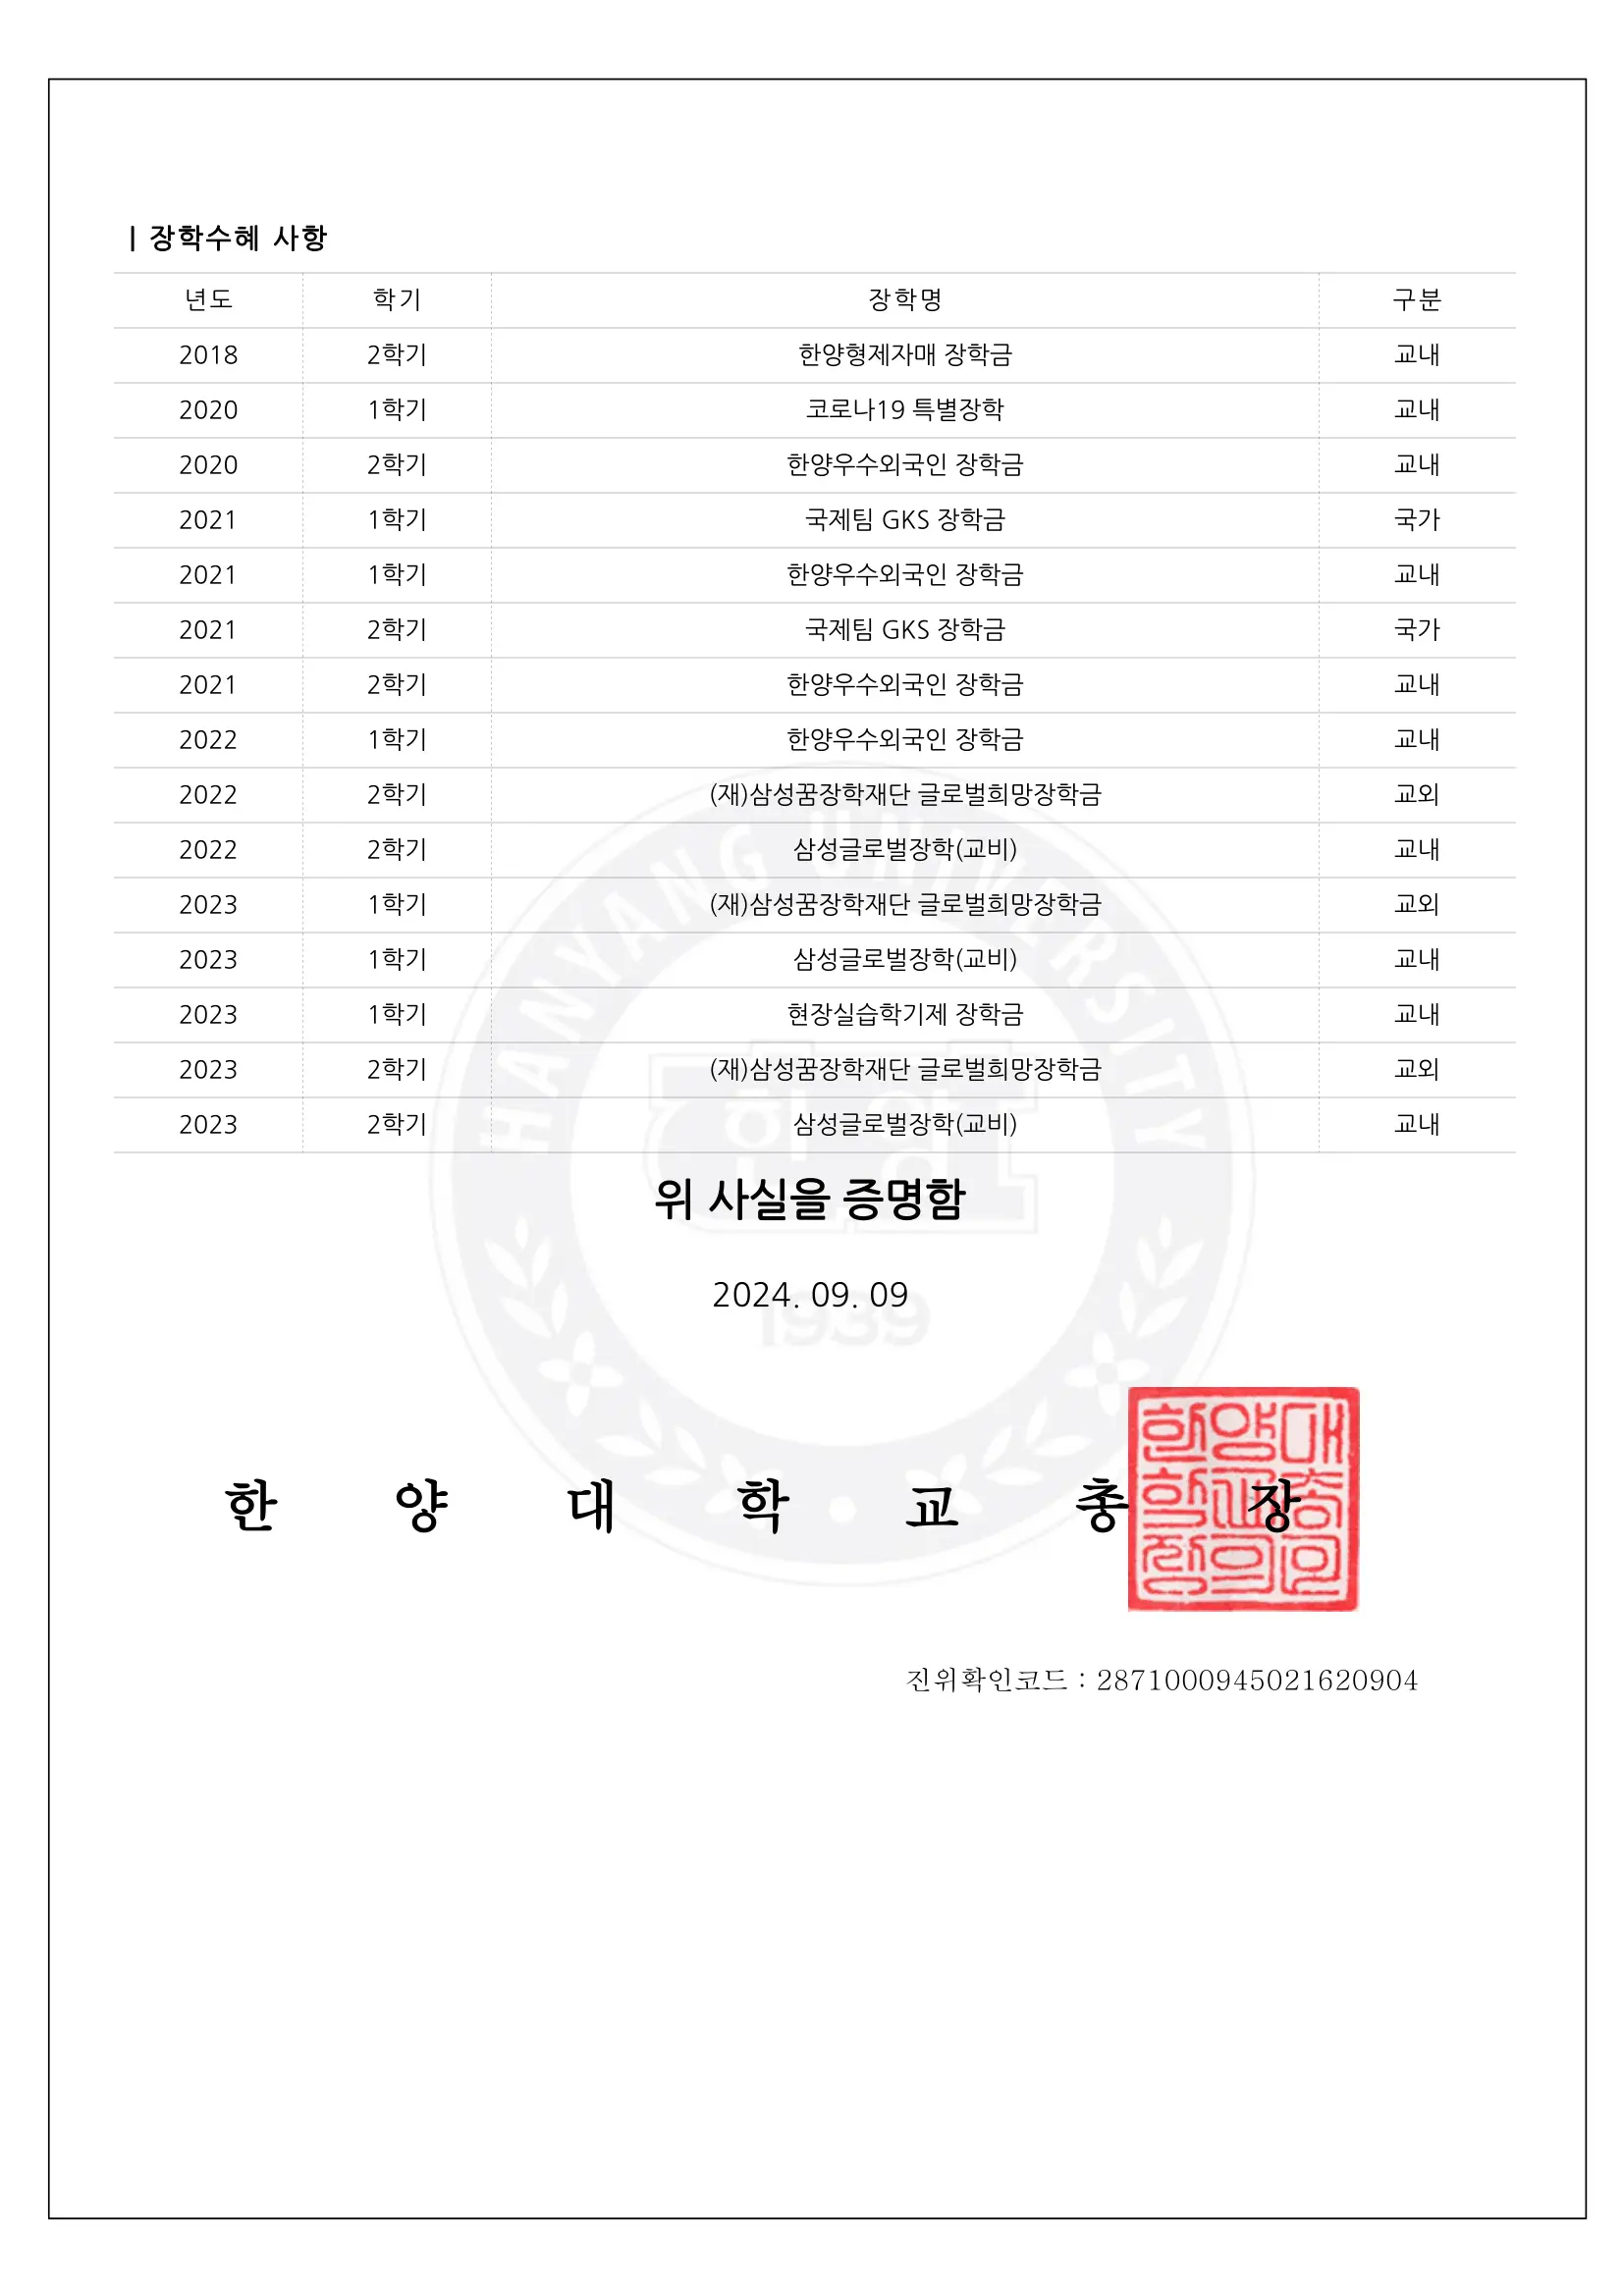 | 장학수혜 사항
년도 학기 장학명 구분
2018 2학기 한양형제자매 장학금 교내
2020 1학기 코로나19 특별장학 교내
2020 2학기 한양우수외국인 장학금 교내
2021 1학기 국제팀 GKS 장학금 국가
2021 1학기 한양우수외국인 장학금 교내
2021 2학기 국제팀 GKS 장학금 국가
2021 2학기 한양우수외국인 장학금 교내
2022 1학기 한양우수외국인 장학금 교내
2022 2학기 (재)삼성꿈장학재단 글로벌희망장학금 교외
2022 2학기 삼성글로벌장학(교비) 교내
2023 1학기 (재)삼성꿈장학재단 글로벌희망장학금 교외
2023 1학기 삼성글로벌장학(교비) 교내
2023 1학기 현장실습학기제 장학금 교내
2023 2학기 (재)삼성꿈장학재단 글로벌희망장학금 교외
2023 2학기 삼성글로벌장학(교비) 교내
HANYANG UNIVERSITY
한양
위 사실을 증명함
2024. 09. 09
1939
한 양 대 학 교 총 장
한양대
학교총
장의인
진위확인코드 : 2871000945021620904